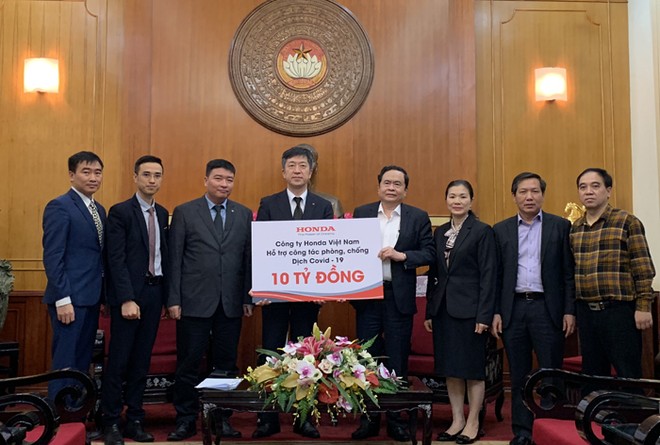 HONDA
Công ty Honda Việt Nam
Hỗ trợ công tác phòng, chống
Dịch Covid - 19
10 TỶ ĐỒNG